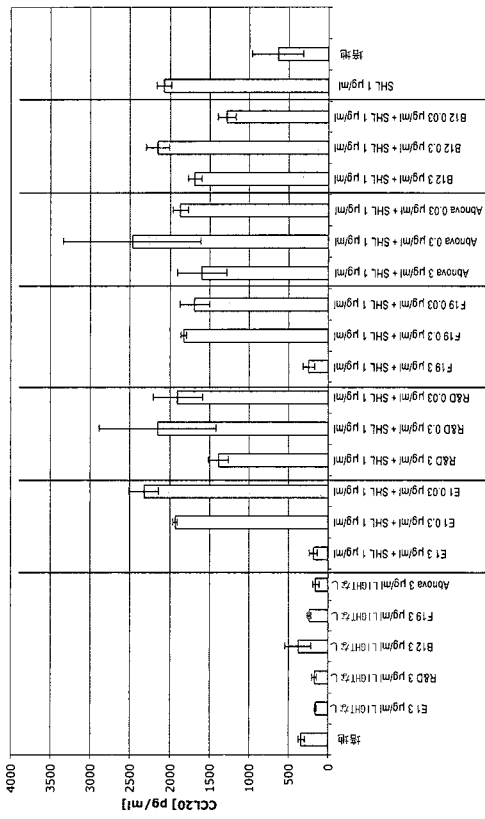 CCL20] pg/ml]
4000
3500
3000
2500
2000
1500
1000
500
0
培地
E1 3 µg/ml LIGHTなし
R&D 3 µg/ml LIGHTなし
B12 3 µg/ml LIGHTなし
F19 3 µg/ml LIGHTなし
Abnova 3 µg/ml LIGHTなし
E1 3 µg/ml + SHL 1 µg/ml
E1 0.3 µg/ml + SHL 1 µg/ml
E1 0.03 µg/ml + SHL 1 µg/ml
R&D 3 µg/ml + SHL 1 µg/ml
R&D 0.3 µg/ml + SHL 1 µg/ml
R&D 0.03 µg/ml + SHL 1 µg/ml
F19 3 µg/ml + SHL 1 µg/ml
F19 0.3 µg/ml + SHL 1 µg/ml
F19 0.03 µg/ml + SHL 1 µg/ml
Abnova 3 µg/ml + SHL 1 µg/ml
Abnova 0.3 µg/ml + SHL 1 µg/ml
Abnova 0.03 µg/ml + SHL 1 µg/ml
B12 3 µg/ml + SHL 1 µg/ml
B12 0.3 µg/ml + SHL 1 µg/ml
B12 0.03 µg/ml + SHL 1 µg/ml
SHL 1 µg/ml
培地